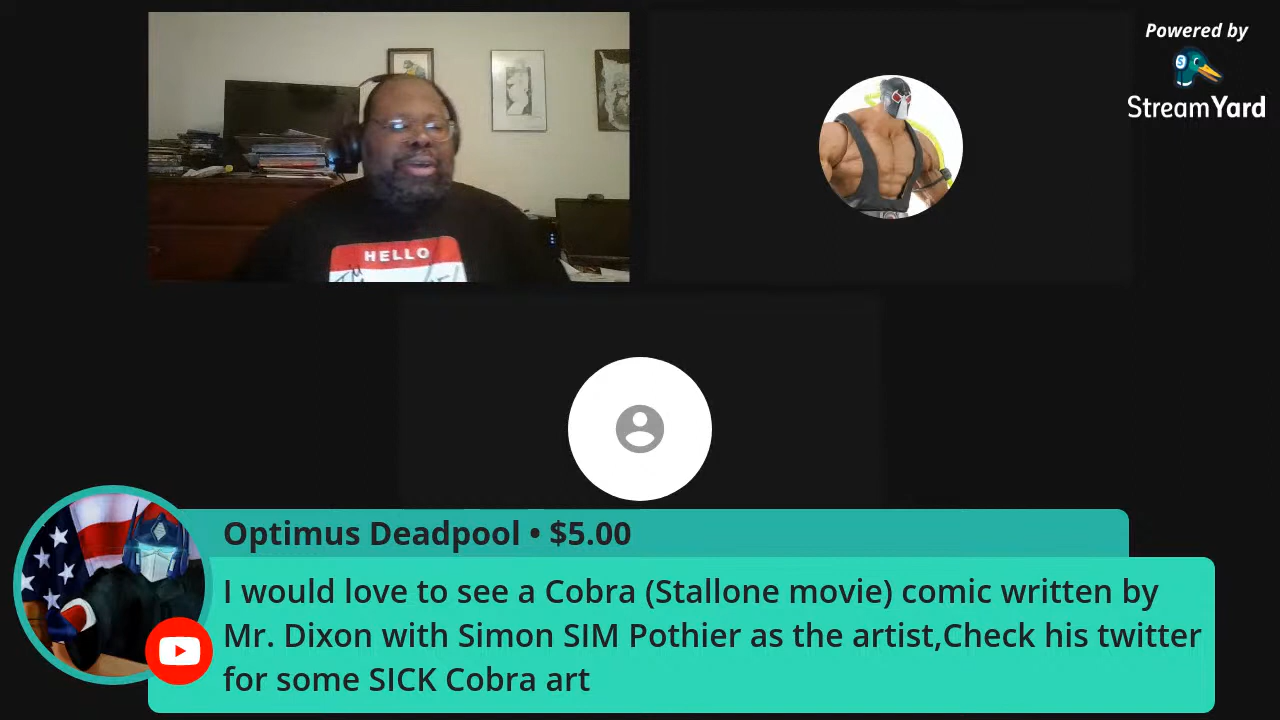 Powered by
StreamYard
HELLO
Optimus Deadpool • $5.00
I would love to see a Cobra (Stallone movie) comic written by
Mr. Dixon with Simon SIM Pothier as the artist,Check his twitter
for some SICK Cobra art